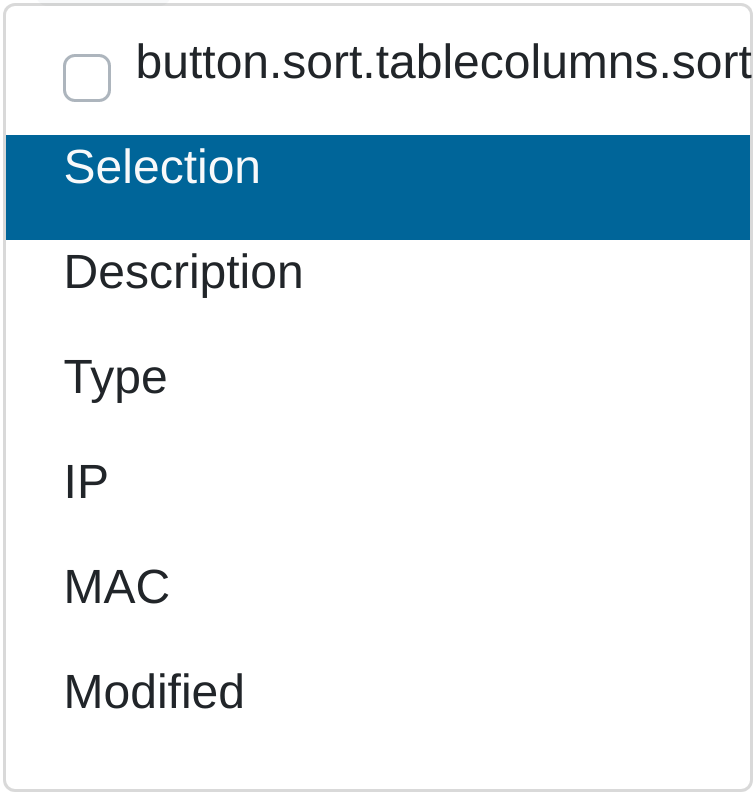 button.sort.tablecolumns.sort
Selection
Description
Type
IP
MAC
Modified